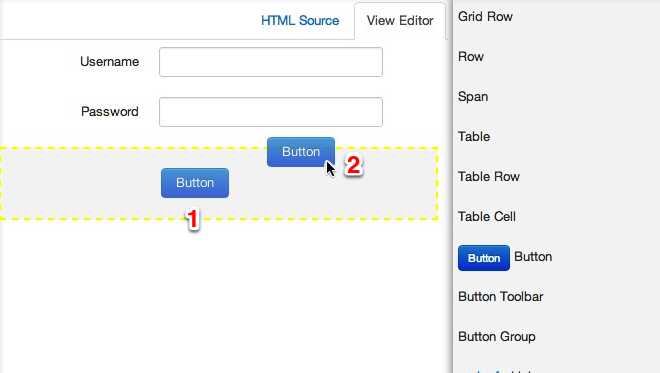 HTML Source
View Editor
Username
Password
Button
2
Button
1
Grid Row
Row
Span
Table
Table Row
Table Cell
Button Button
Button Toolbar
Button Group